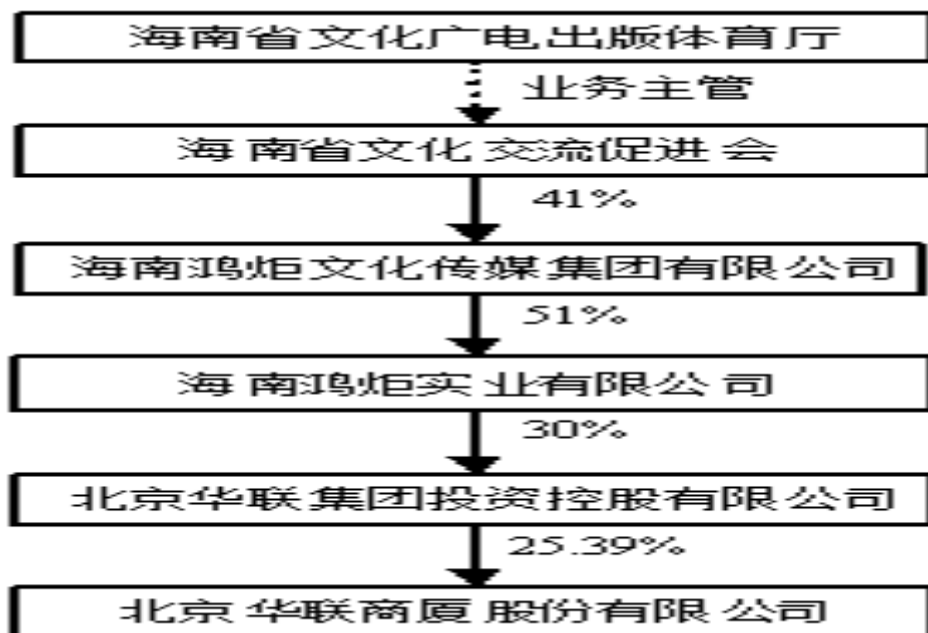 海南省文化广电出版体育厅
业务主管
海南省文化交流促进会
41%
海南鸿炬文化传媒集团有限公司
51%
海南鸿炬实业有限公司
30%
北京华联集团投资控股有限公司
25.39%
北京华联商厦股份有限公司